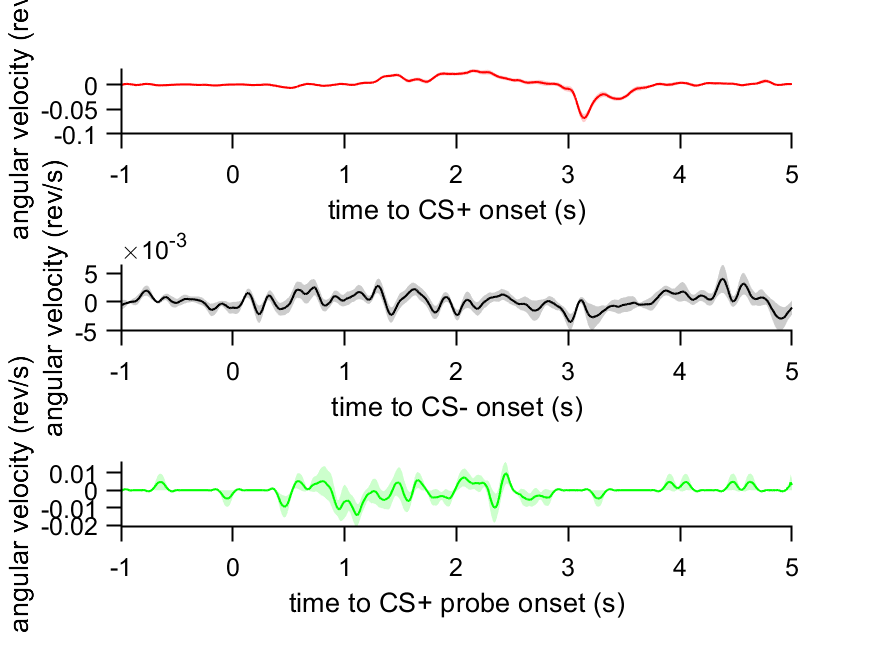 angular velocity (rev
0
-0.05
-0.1
-1 0 1 2 3 4 5
time to CS+ onset (s)
angular velocity (rev/s)
×10-3
5
0
-5
-1 0 1 2 3 4 5
time to CS- onset (s)
angular velocity (rev/s)
0.01
0
-0.01
-0.02
-1 0 1 2 3 4 5
time to CS+ probe onset (s)